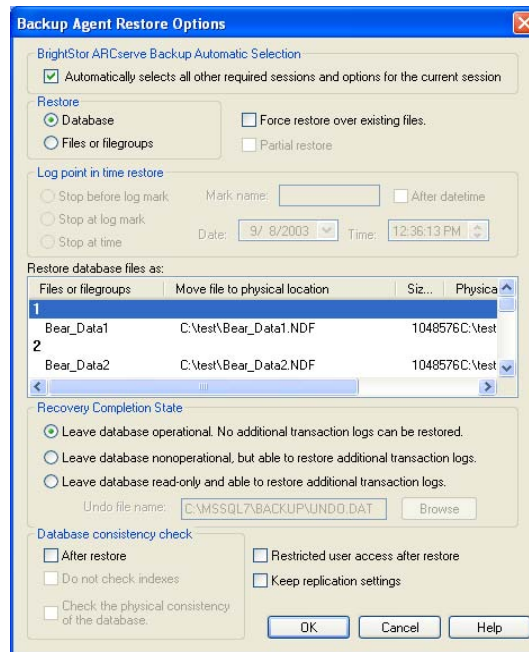 Backup Agent Restore Options
BrightStor ARCserve Backup Automatic Selection
Automatically selects all other required sessions and options for the current session
Restore
Database
Files or filegroups
Force restore over existing files.
Partial restore
Log point in time restore
Stop before log mark
Stop at log mark
Stop at time
Mark name:
After datetime
Date: 9/ 8/2003 Time: 12:36:13 PM
Restore database files as:
Files or filegroups Move file to physical location Siz... Physica
1
Bear_Data1 C:\test\Bear_Data1.NDF 1048576C:\test
2
Bear_Data2 C:\test\Bear_Data2.NDF 1048576C:\test
Recovery Completion State
Leave database operational. No additional transaction logs can be restored.
Leave database nonoperational, but able to restore additional transaction logs.
Leave database read-only and able to restore additional transaction logs.
Undo file name: C:\MSSQL7\BACKUP\UNDO.DAT Browse
Database consistency check
After restore
Do not check indexes
Check the physical consistency
of the database.
Restricted user access after restore
Keep replication settings
OK Cancel Help